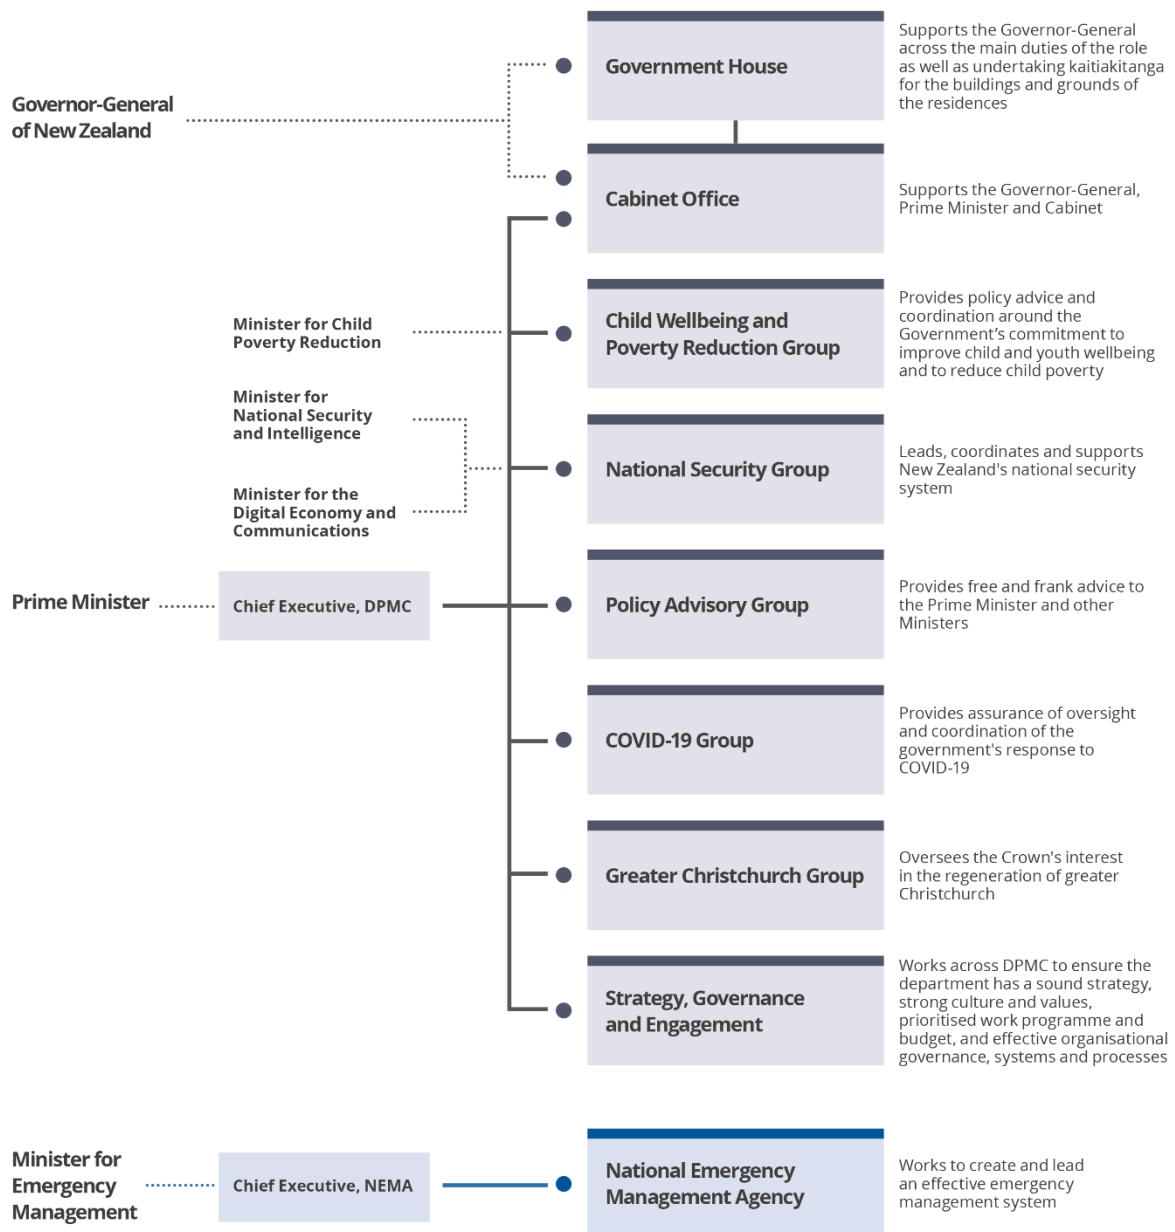 Governor-General
of New Zealand
Government House
Supports the Governor-General
across the main duties of the role
as well as undertaking kaitiakitanga
for the buildings and grounds of
the residences
Cabinet Office
Supports the Governor-General,
Prime Minister and Cabinet
Minister for Child
Poverty Reduction
Child Wellbeing and
Poverty Reduction Group
Provides policy advice and
coordination around the
Government’s commitment to
improve child and youth wellbeing
and to reduce child poverty
Minister for
National Security
and Intelligence
Minister for the
Digital Economy and
Communications
National Security Group
Leads, coordinates and supports
New Zealand's national security
system
Prime Minister
Chief Executive, DPMC
Policy Advisory Group
Provides free and frank advice to
the Prime Minister and other
Ministers
COVID-19 Group
Provides assurance of oversight
and coordination of the
government's response to
COVID-19
Greater Christchurch Group
Oversees the Crown's interest
in the regeneration of greater
Christchurch
Strategy, Governance
and Engagement
Works across DPMC to ensure the
department has a sound strategy,
strong culture and values,
prioritised work programme and
budget, and effective organisational
governance, systems and processes
Minister for
Emergency
Management
Chief Executive, NEMA
National Emergency
Management Agency
Works to create and lead
an effective emergency
management system